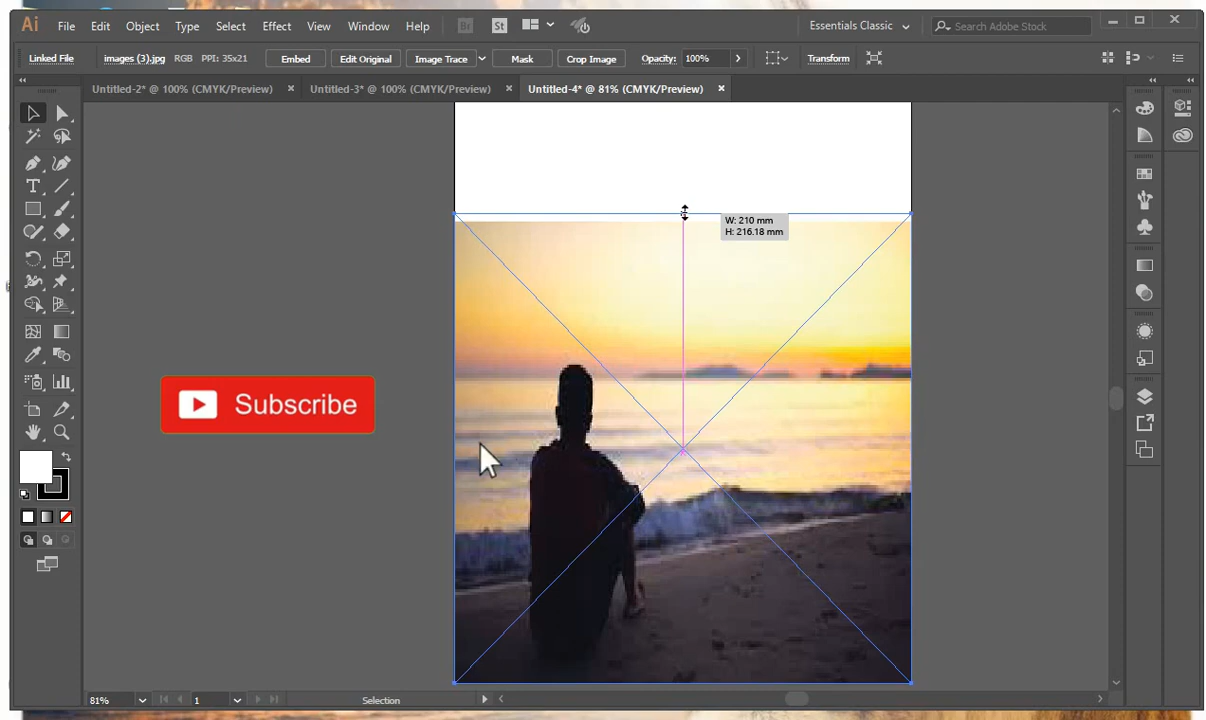 Ai File Edit Object Type Select Effect View Window Help Br St Essentials Classic Search Adobe Stock
Linked File images (3).jpg RGB PPI: 35x21 Embed Edit Original Image Trace Mask Crop Image Opacity: 100% Transform
Untitled-2* @ 100% (CMYK/Preview) Untitled-3* @ 100% (CMYK/Preview) Untitled-4* @ 81% (CMYK/Preview)
W: 210 mm
H: 216.18 mm
Subscribe
81% 1 Selection